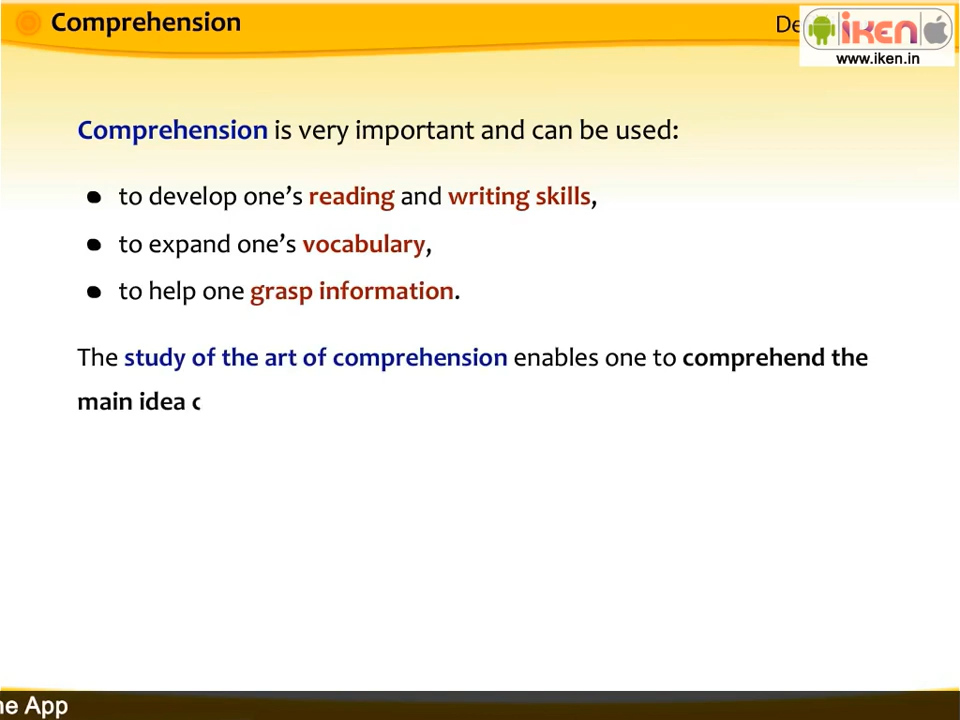 Comprehension
iken
www.iken.in
Comprehension is very important and can be used:
to develop one's reading and writing skills,
to expand one's vocabulary,
to help one grasp information.
The study of the art of comprehension enables one to comprehend the
main idea
App